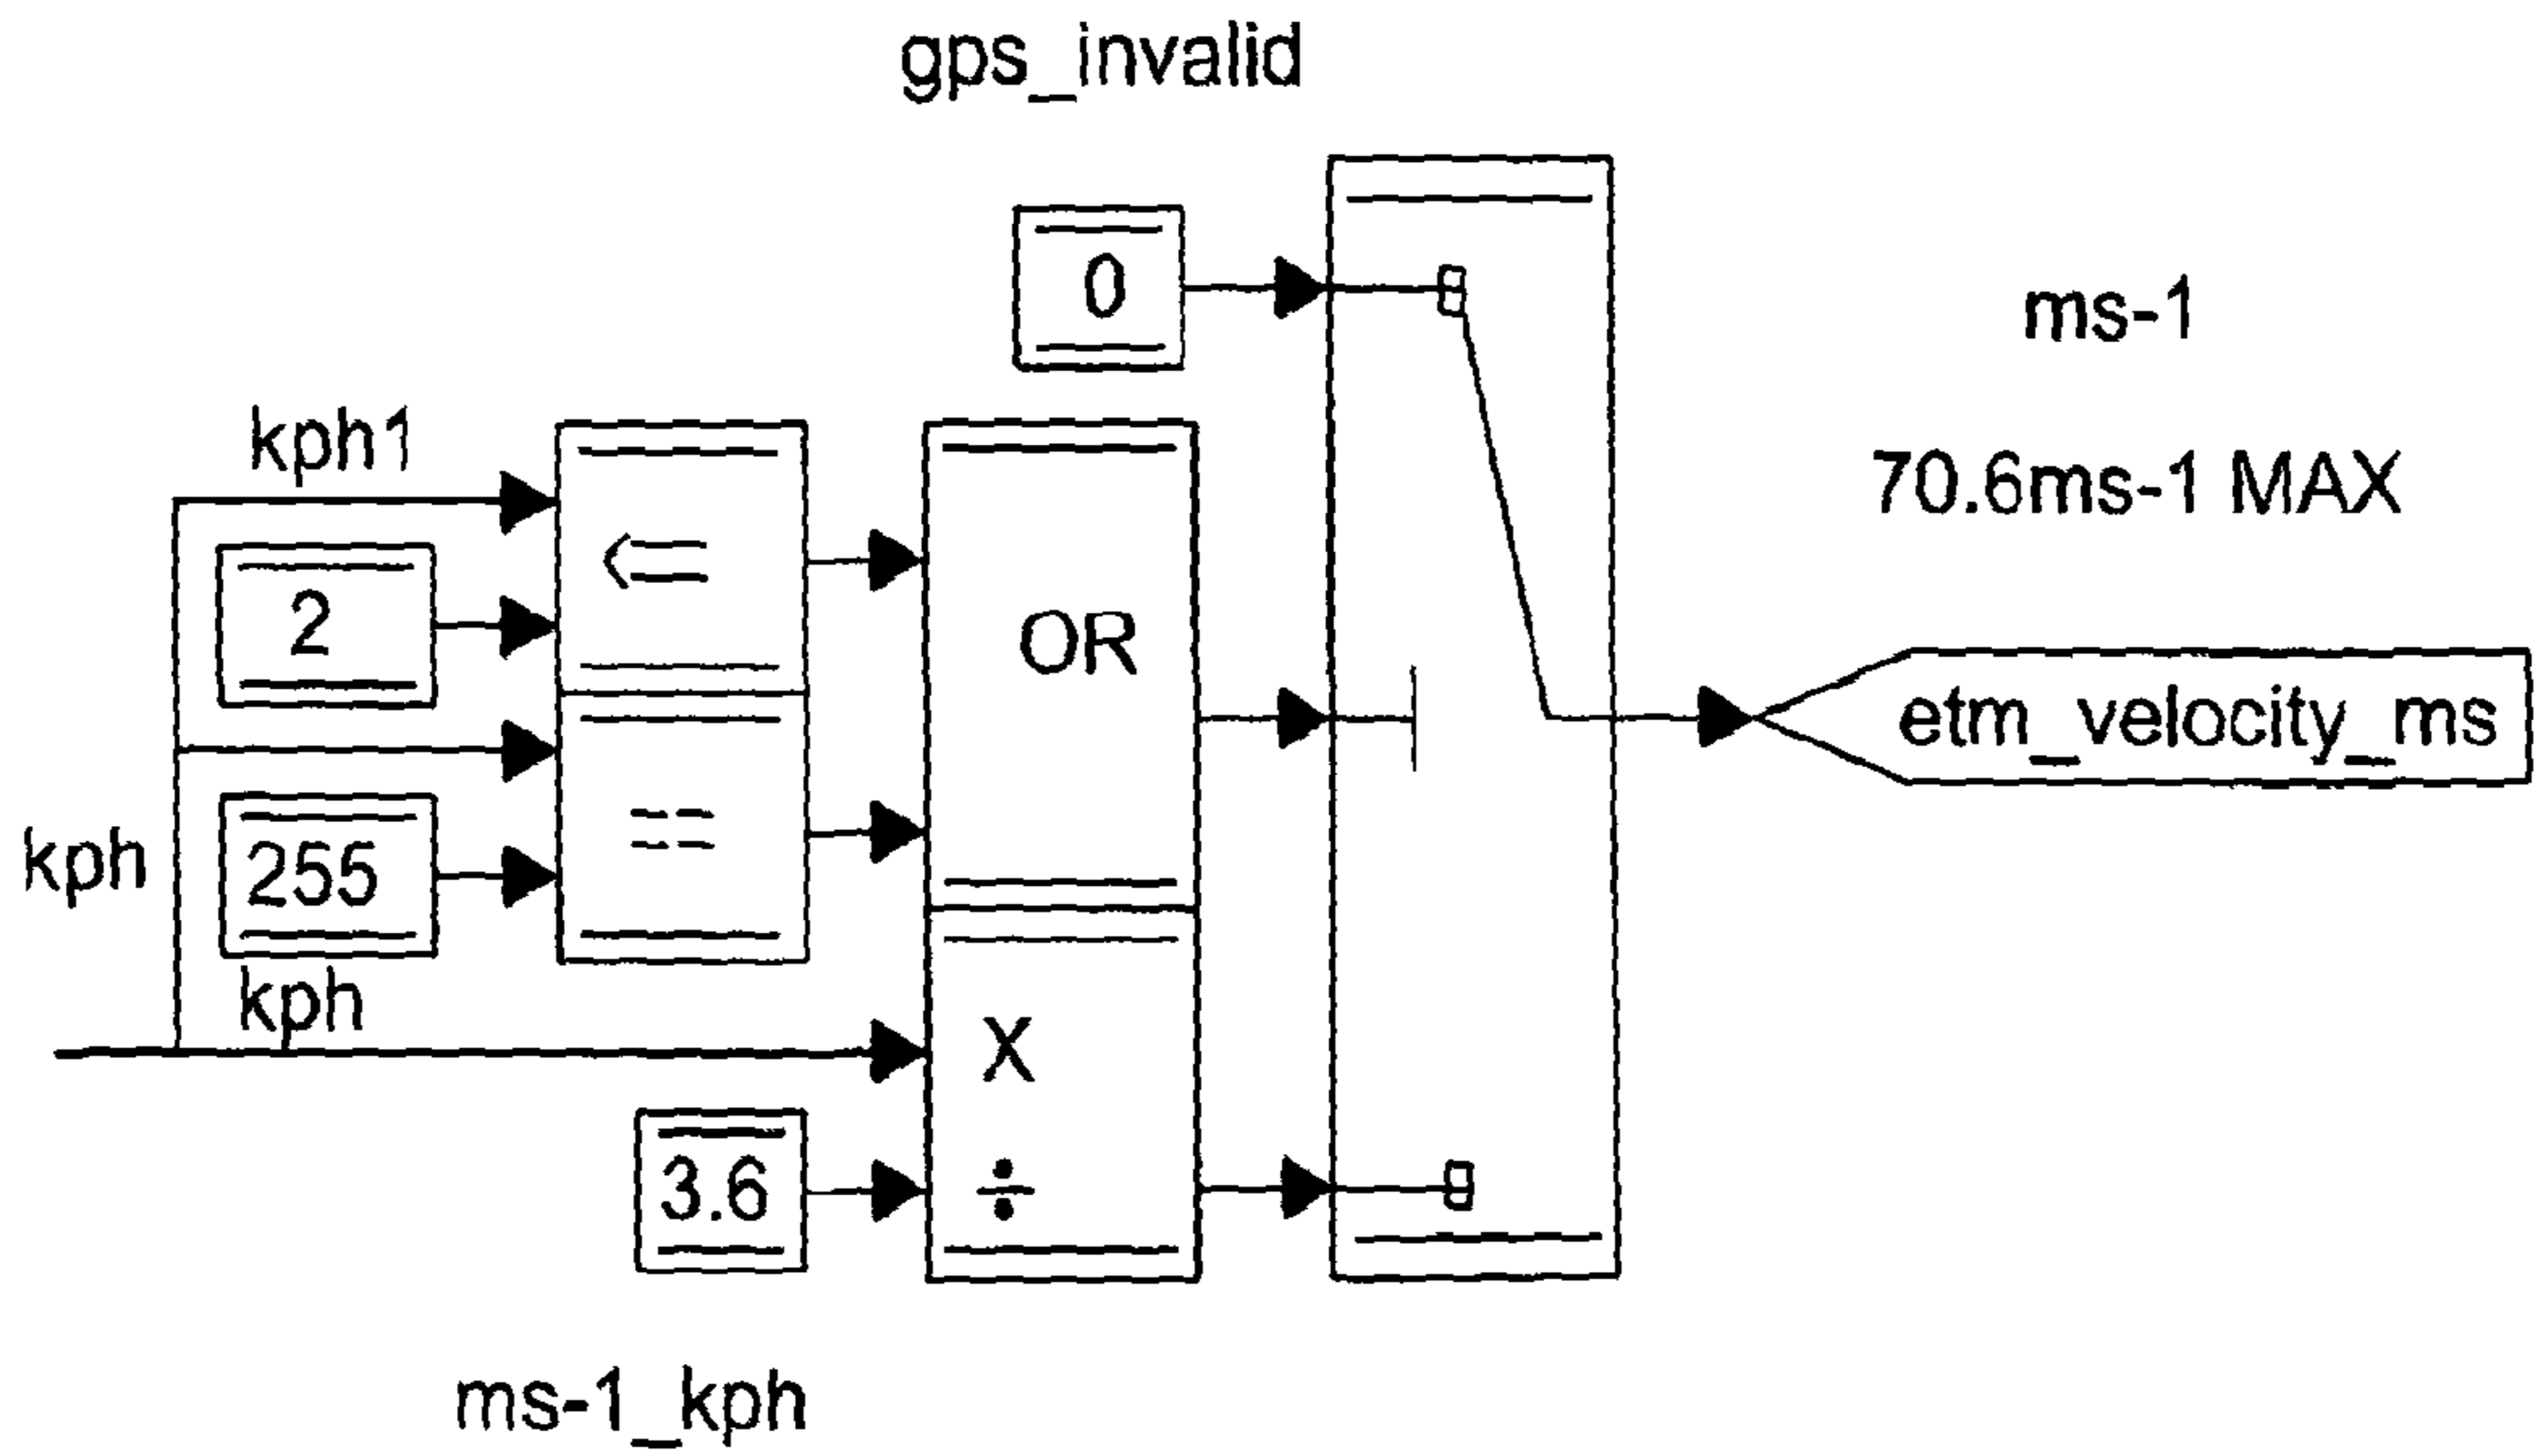 gps_invalid
0
ms-1
kph1
70.6ms-1 MAX
<=
2
OR
etm_velocity_ms
==
kph
255
kph
X
3.6
÷
ms-1_kph